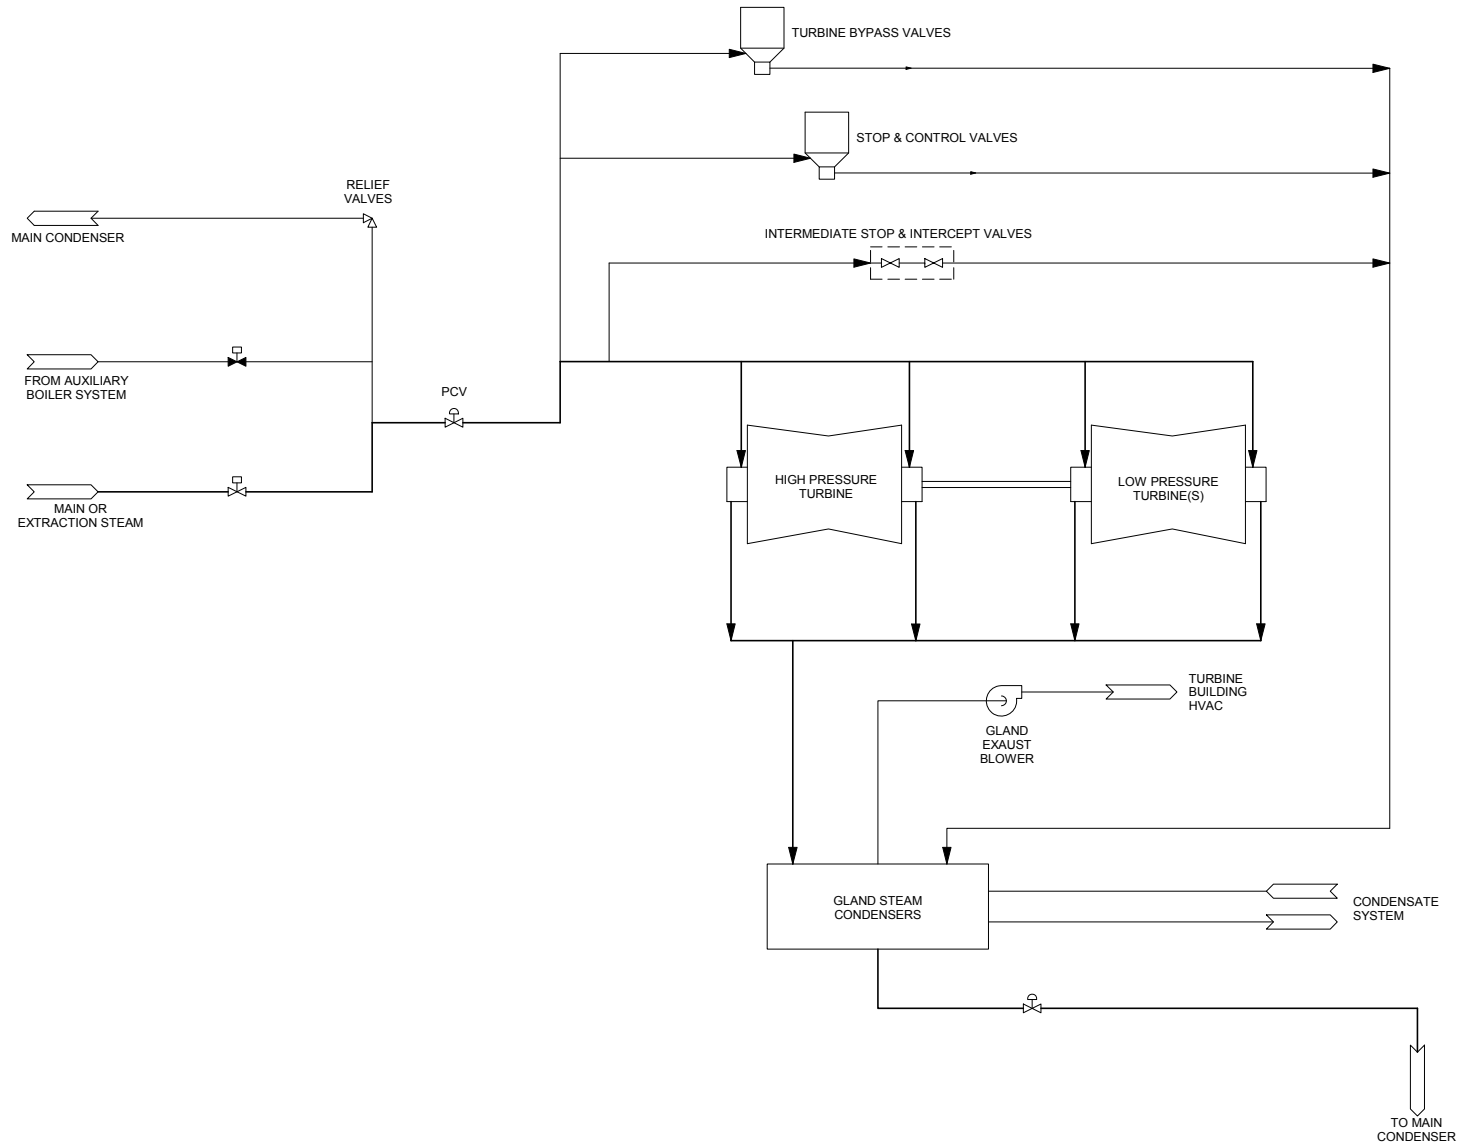 TURBINE BYPASS VALVES
STOP & CONTROL VALVES
RELIEF
VALVES
MAIN CONDENSER
INTERMEDIATE STOP & INTERCEPT VALVES
FROM AUXILIARY
BOILER SYSTEM
PCV
MAIN OR
EXTRACTION STEAM
HIGH PRESSURE
TURBINE
LOW PRESSURE
TURBINE(S)
TURBINE
BUILDING
HVAC
GLAND
EXAUST
BLOWER
GLAND STEAM
CONDENSERS
CONDENSATE
SYSTEM
TO MAIN
CONDENSER